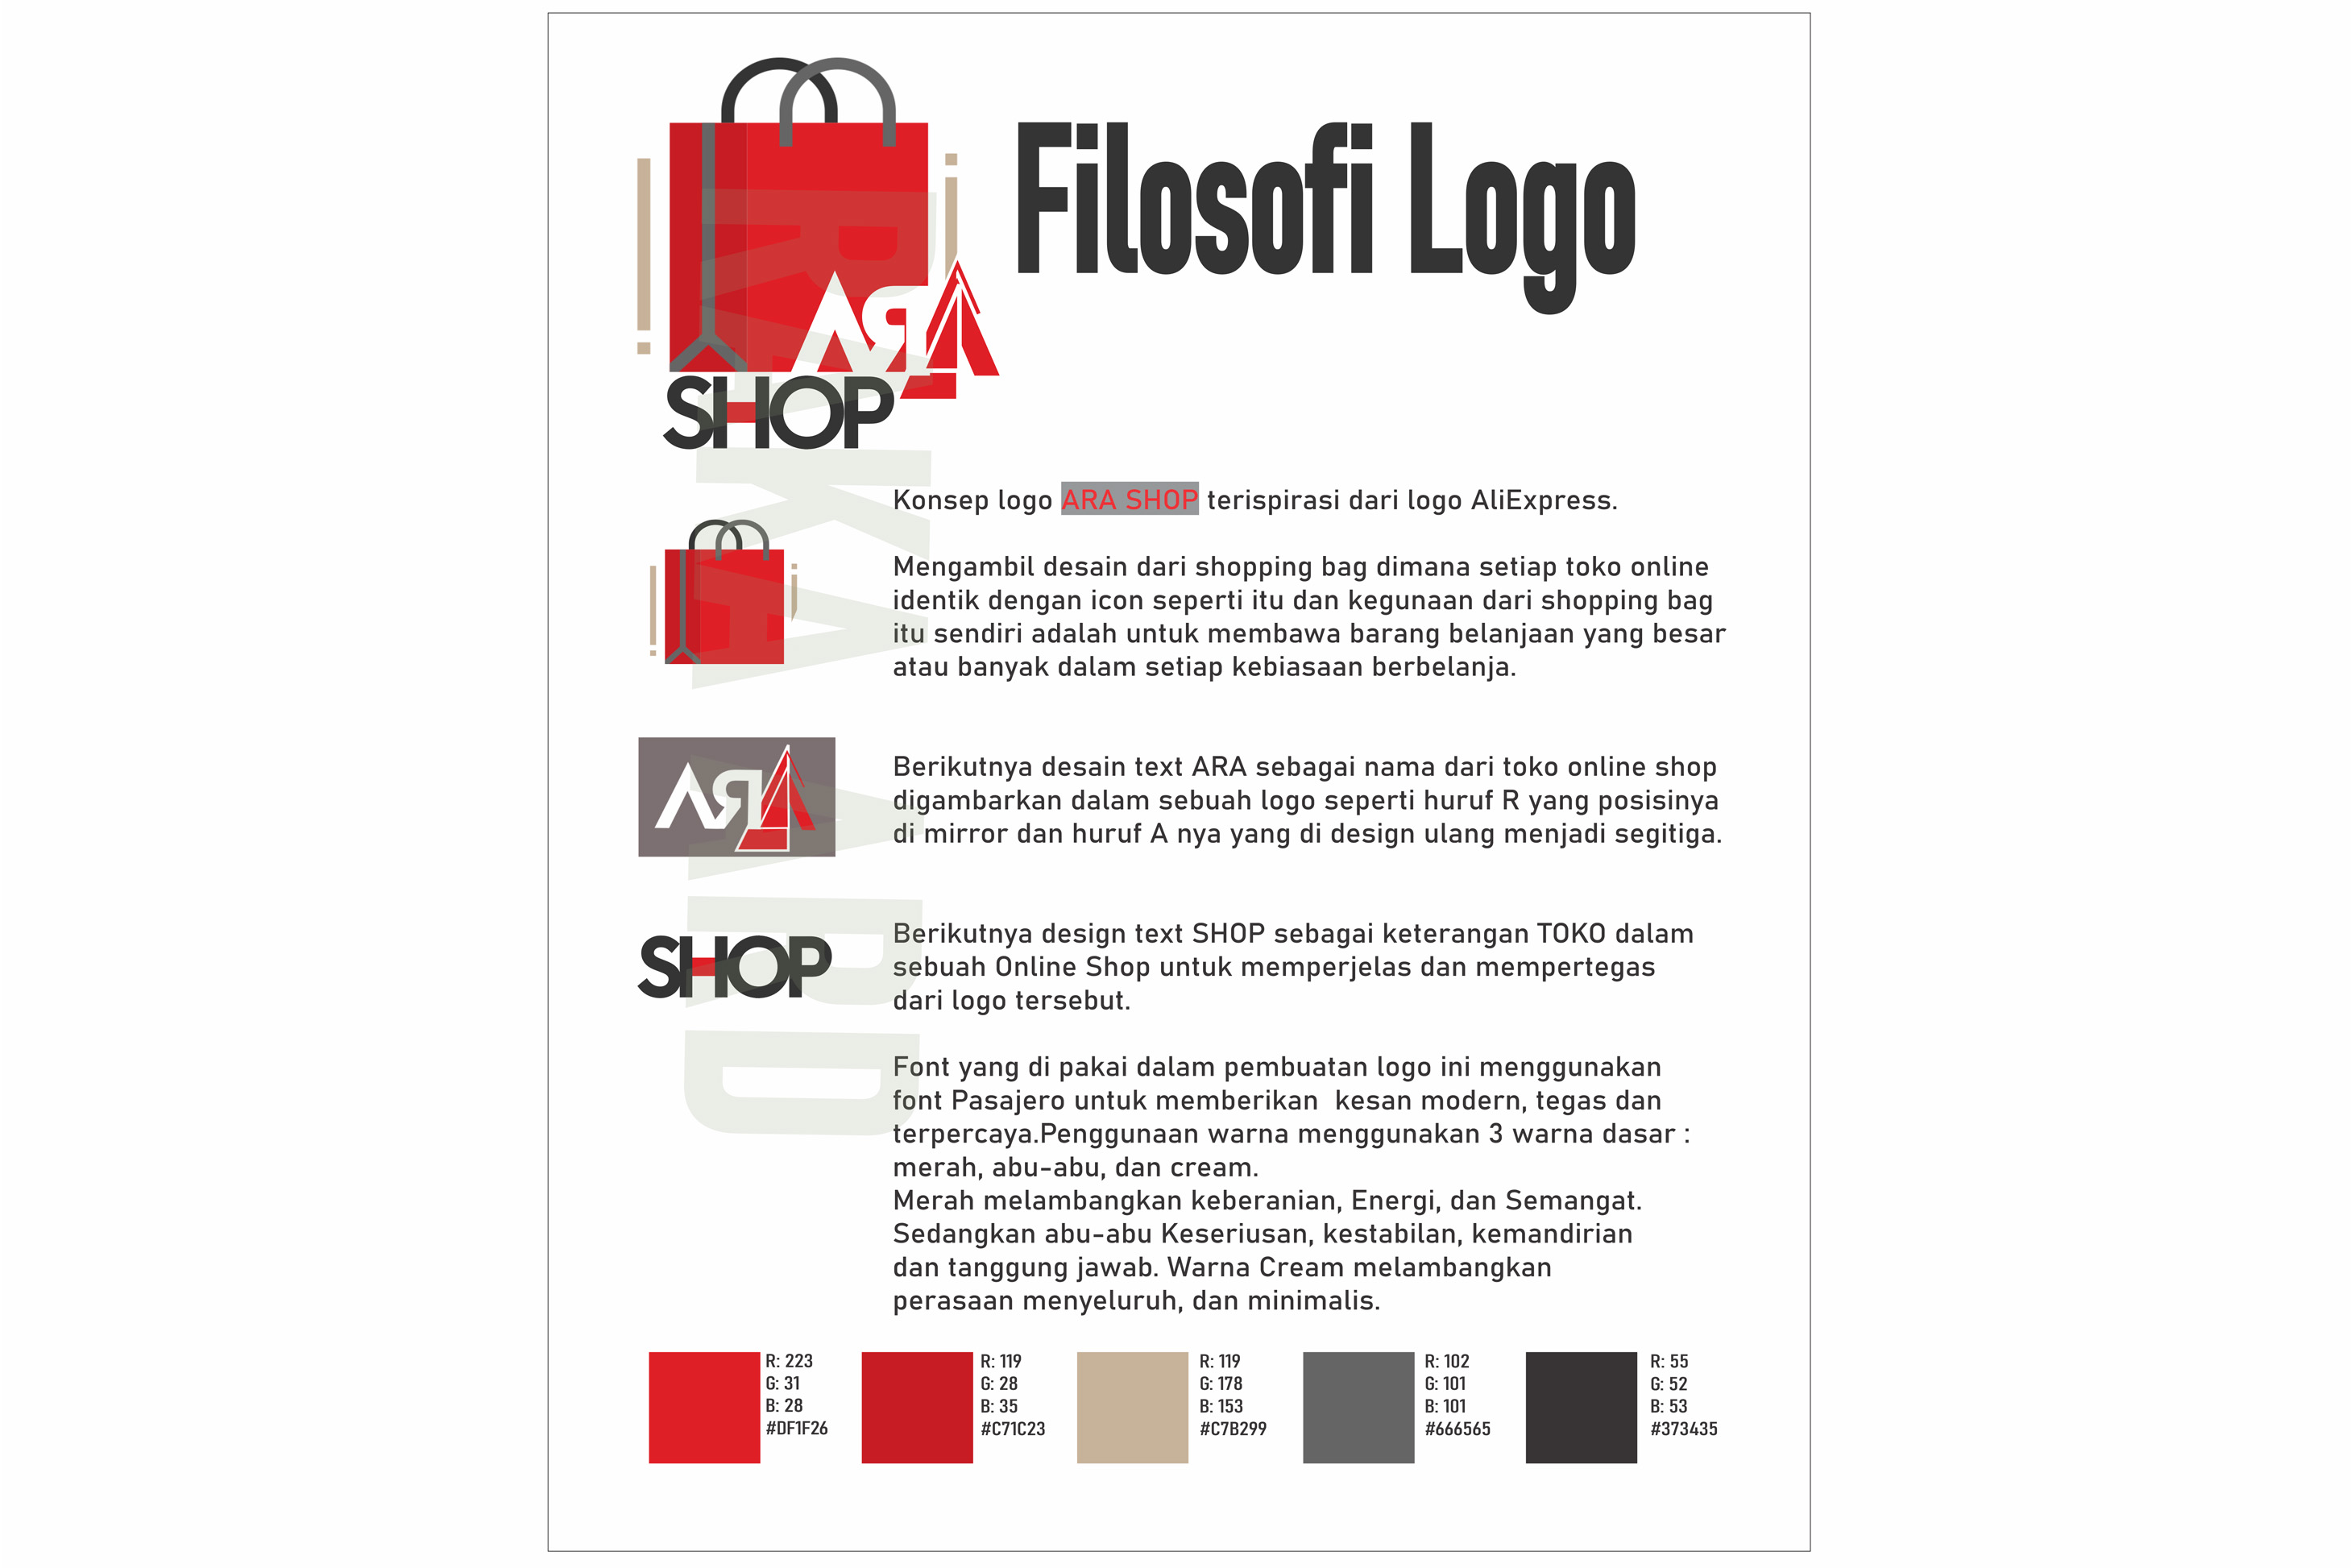 Filosofi Logo
ARA
SHOP
Konsep logo ARA SHOP terispirasi dari logo AliExpress.
Mengambil desain dari shopping bag dimana setiap toko online
identik dengan icon seperti itu dan kegunaan dari shopping bag
itu sendiri adalah untuk membawa barang belanjaan yang besar
atau banyak dalam setiap kebiasaan berbelanja.
ARA
Berikutnya desain text ARA sebagai nama dari toko online shop
digambarkan dalam sebuah logo seperti huruf R yang posisinya
di mirror dan huruf A nya yang di design ulang menjadi segitiga.
SHOP
Berikutnya design text SHOP sebagai keterangan TOKO dalam
sebuah Online Shop untuk memperjelas dan mempertegas
dari logo tersebut.
Font yang di pakai dalam pembuatan logo ini menggunakan
font Pasajero untuk memberikan  kesan modern, tegas dan
terpercaya.Penggunaan warna menggunakan 3 warna dasar :
merah, abu-abu, dan cream.
Merah melambangkan keberanian, Energi, dan Semangat.
Sedangkan abu-abu Keseriusan, kestabilan, kemandirian
dan tanggung jawab. Warna Cream melambangkan
perasaan menyeluruh, dan minimalis.
R: 223
G: 31
B: 28
#DF1F26
R: 119
G: 28
B: 35
#C71C23
R: 119
G: 178
B: 153
#C7B299
R: 102
G: 101
B: 101
#666565
R: 55
G: 52
B: 53
#373435
RAKA ARD